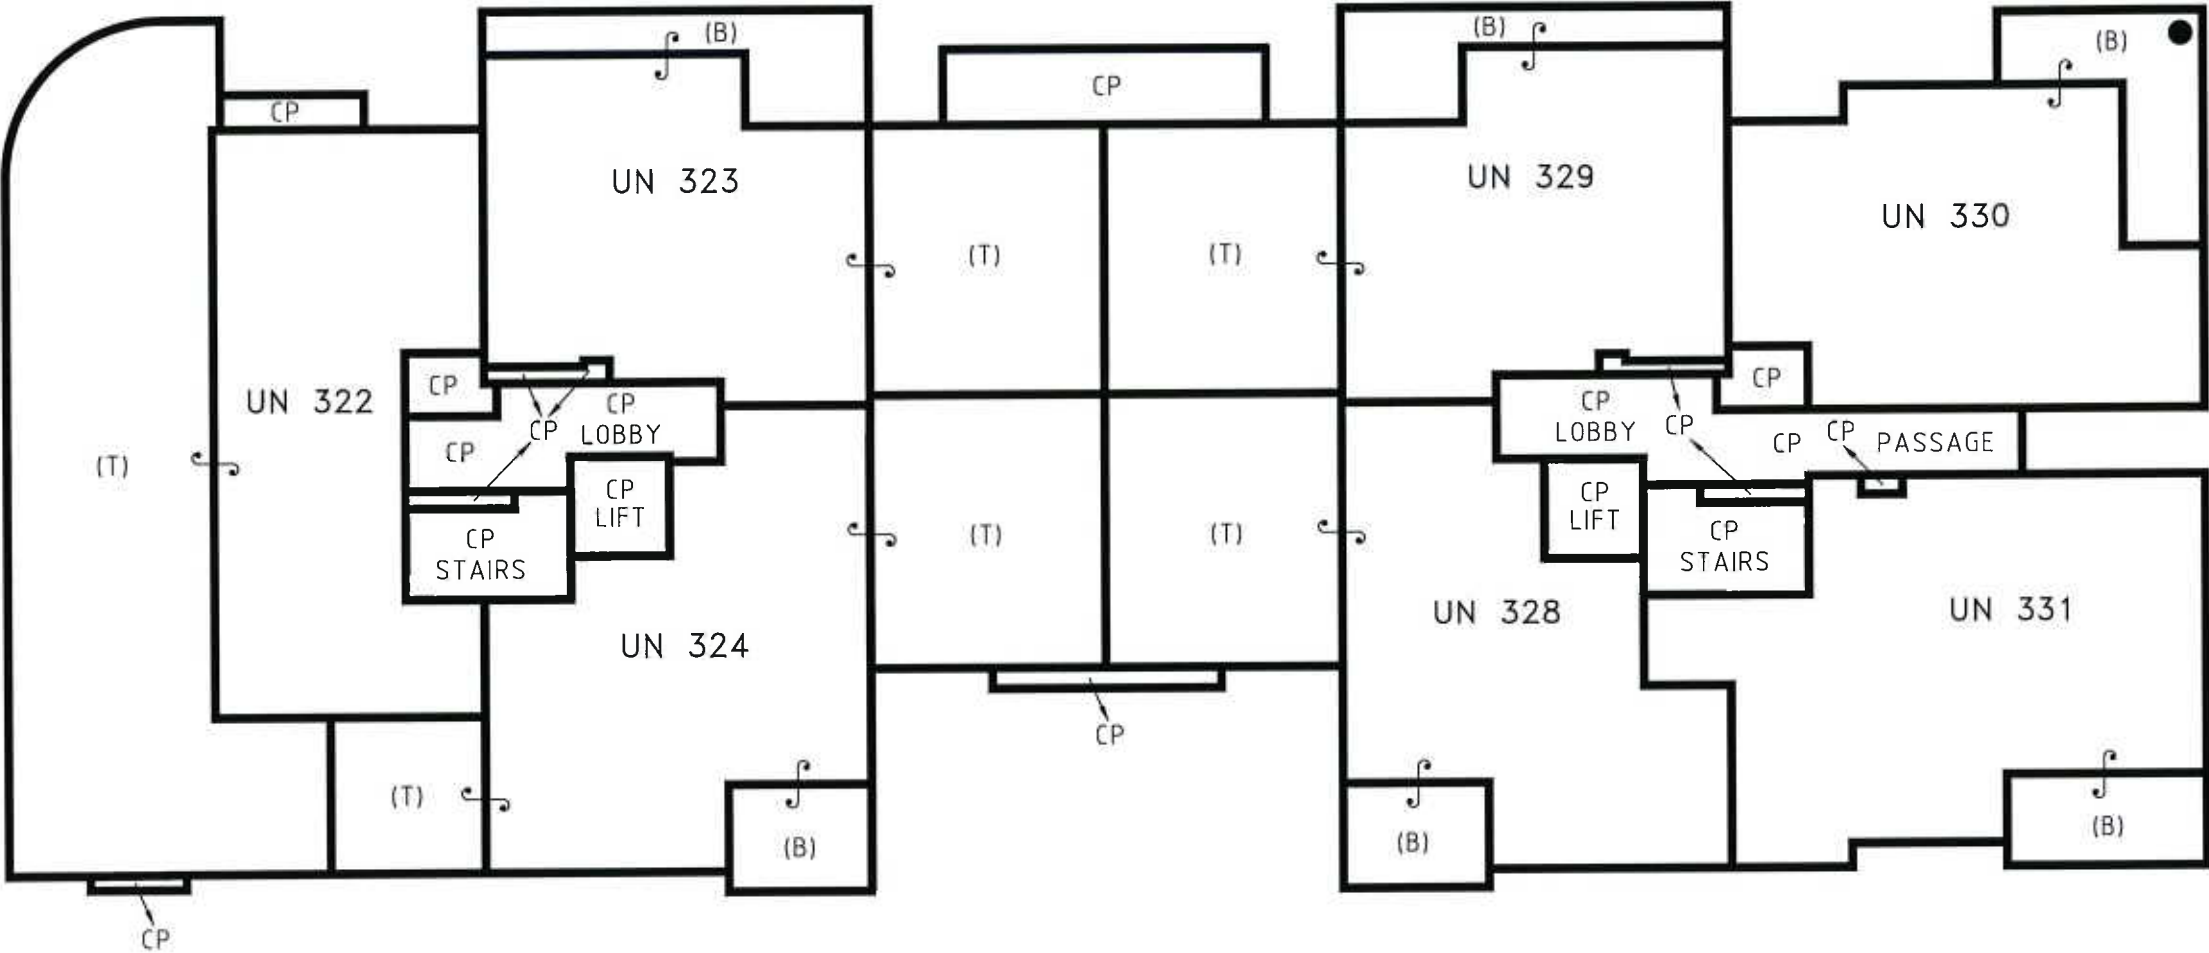 (B)
(B)
(B)
CP
CP
UN 323
UN 329
UN 330
(T)
(T)
CP
CP
UN 322
CP
LOBBY
CP
CP
LOBBY
CP
CP
CP
PASSAGE
CP
(T)
CP
LIFT
CP
LIFT
CP
STAIRS
(T)
(T)
CP
STAIRS
UN 324
UN 328
UN 331
CP
(T)
(B)
(B)
(B)
CP